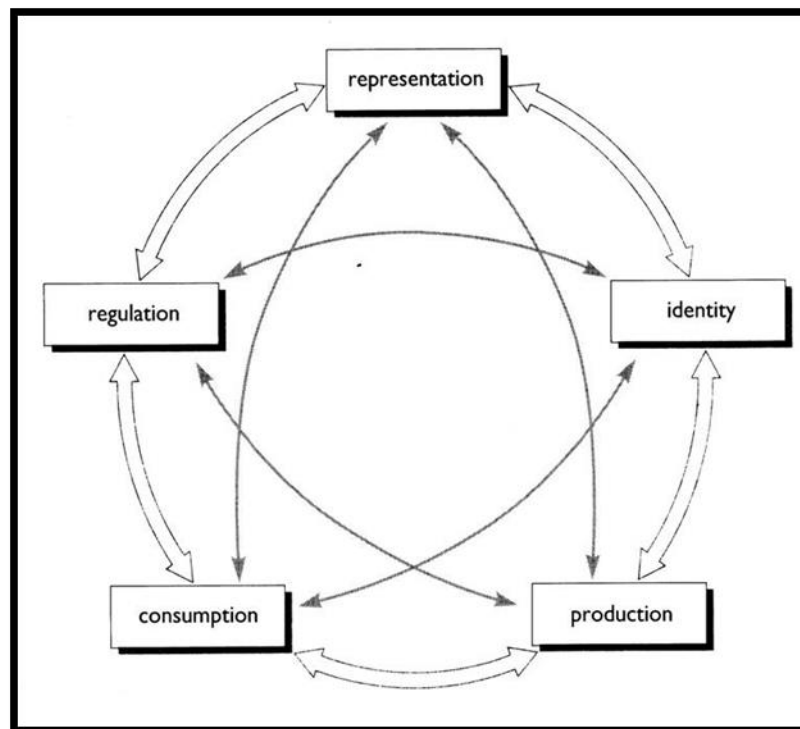 representation
regulation
identity
consumption
production